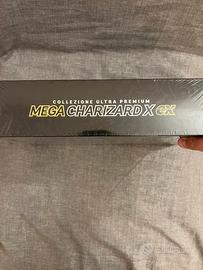 COLLEZIONE ULTRA PREMIUM
MEGA CHARIZARD X ex